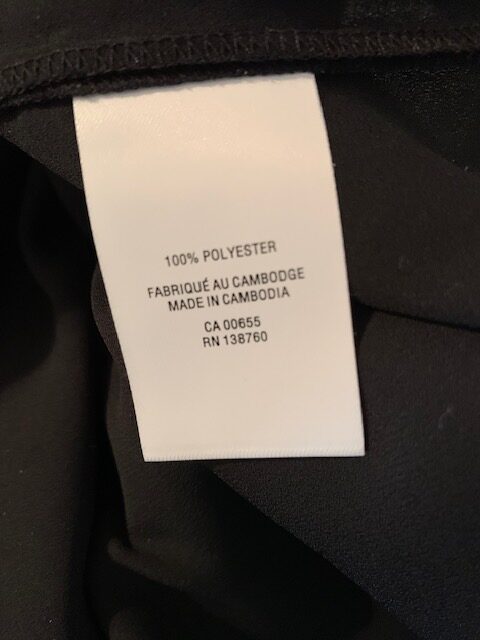 100% POLYESTER
FABRIQUÉ AU CAMBODGE
MADE IN CAMBODIA
CA 00655
RN 138760